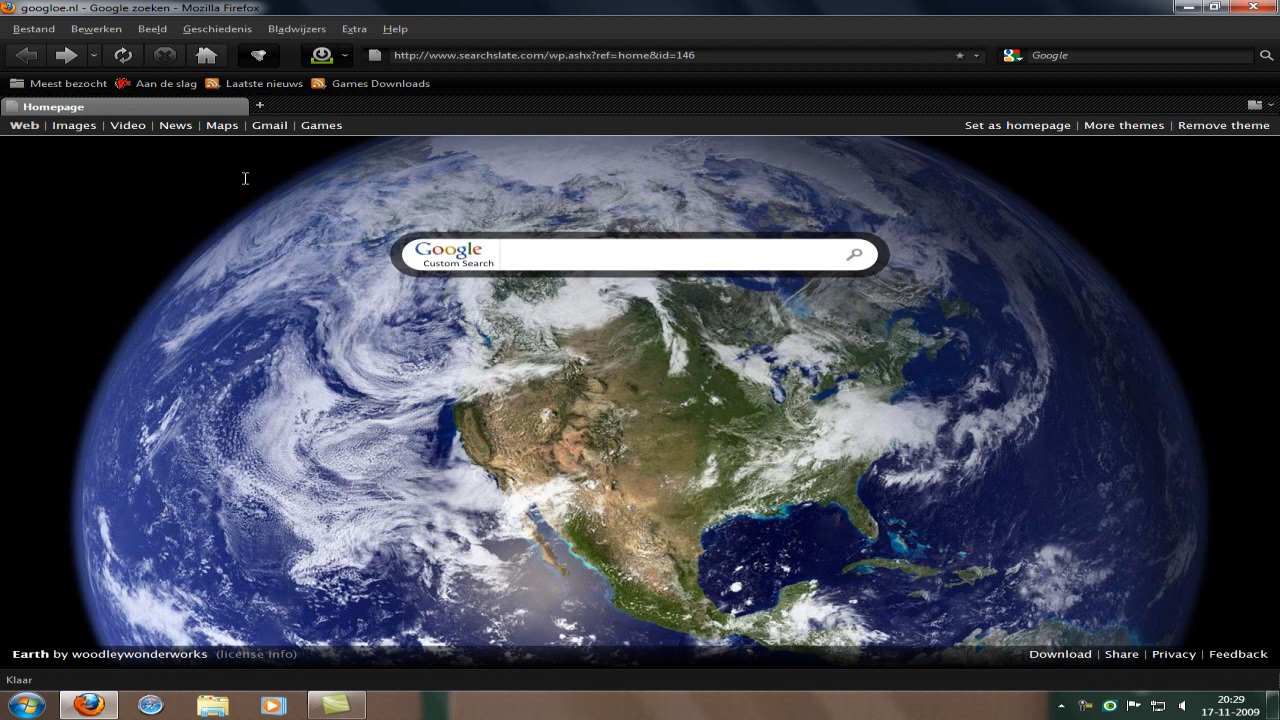 googloe.nl - Google zoeken - Mozilla Firefox
Bestand Bewerken Beeld Geschiedenis Bladwijzers Extra Help
http://www.searchslate.com/wp.ashx?ref=home&id=146 Google
Meest bezocht Aan de slag Laatste nieuws Games Downloads
Homepage
Web | Images | Video | News | Maps | Gmail | Games Set as homepage | More themes | Remove theme
Google
Custom Search
Earth by woodleywonderworks (license info) Download | Share | Privacy | Feedback
Klaar
20:29
17-11-2009